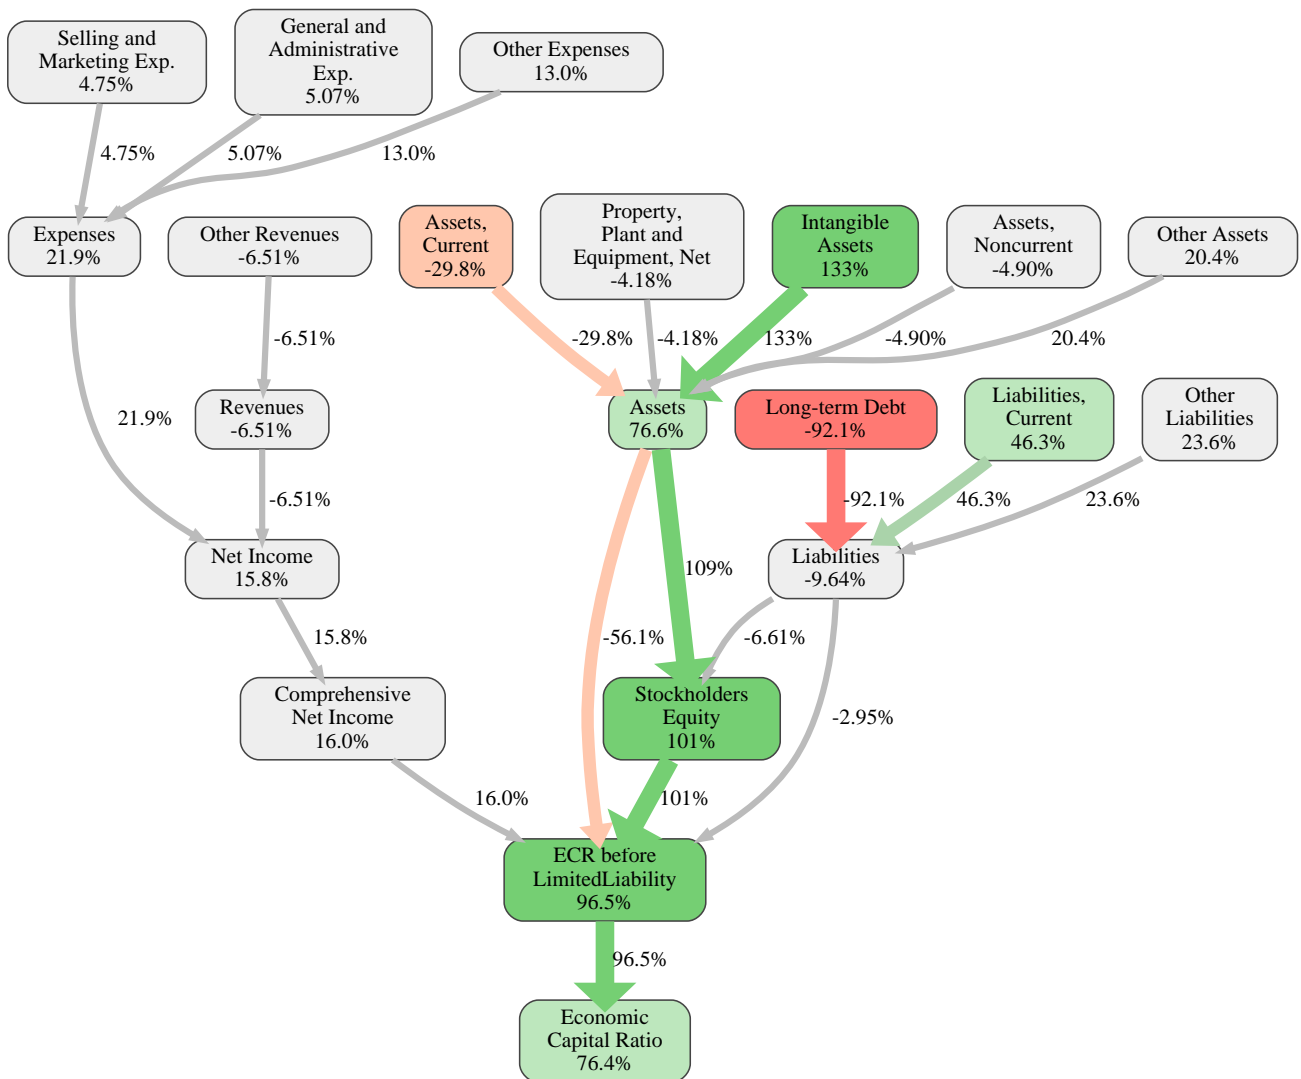 Selling and
Marketing Exp.
4.75%
General and
Administrative
Exp.
5.07%
Other Expenses
13.0%
4.75%
5.07%
13.0%
Expenses
21.9%
Other Revenues
-6.51%
Assets,
Current
-29.8%
Property,
Plant and
Equipment, Net
-4.18%
Intangible
Assets
133%
Assets,
Noncurrent
-4.90%
Other Assets
20.4%
-6.51%
-29.8%
-4.18%
133%
-4.90%
20.4%
21.9%
Revenues
-6.51%
Assets
76.6%
Long-term Debt
-92.1%
Liabilities,
Current
46.3%
Other
Liabilities
23.6%
-6.51%
-92.1%
46.3%
23.6%
Net Income
15.8%
109%
Liabilities
-9.64%
15.8%
-56.1%
-6.61%
Comprehensive
Net Income
16.0%
Stockholders
Equity
101%
-2.95%
16.0%
101%
ECR before
LimitedLiability
96.5%
96.5%
Economic
Capital Ratio
76.4%